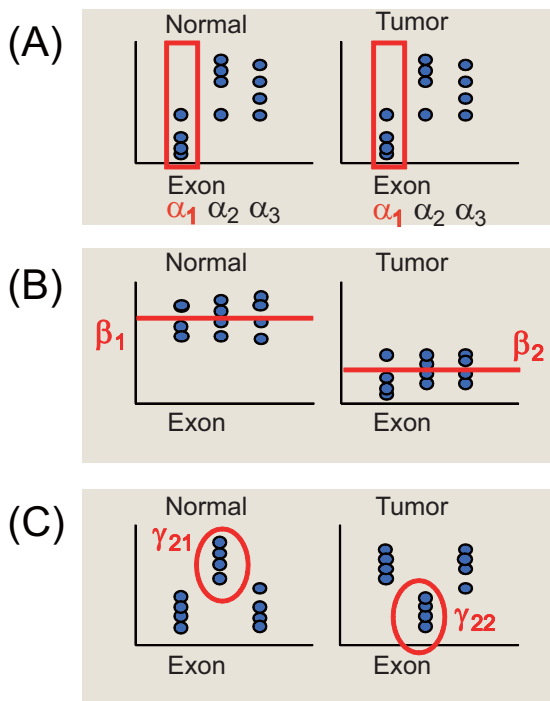 (A)
Normal Tumor
Exon Exon
α1 α2 α3 α1 α2 α3
(B)
Normal Tumor
β1 β2
Exon Exon
(C)
Normal Tumor
γ21 γ22
Exon Exon